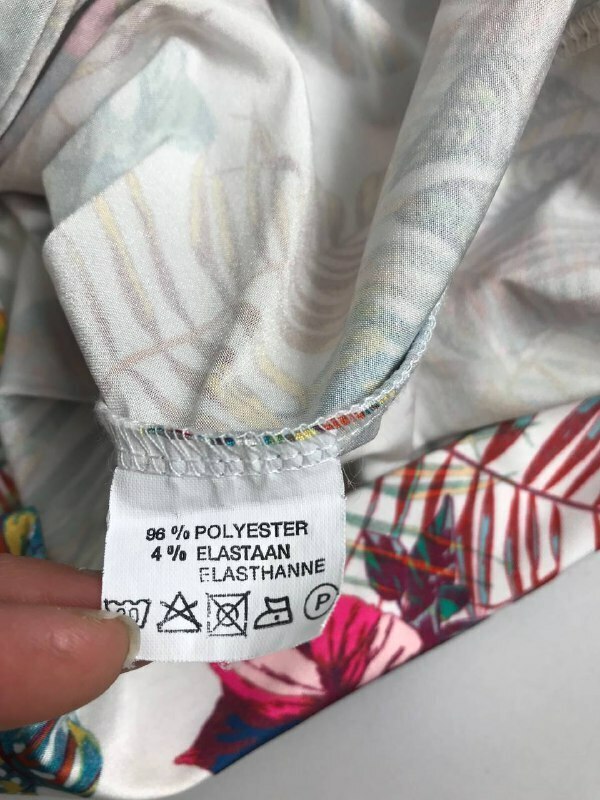 96 % POLYESTER
4 % ELASTAAN
ELASTHANNE
P